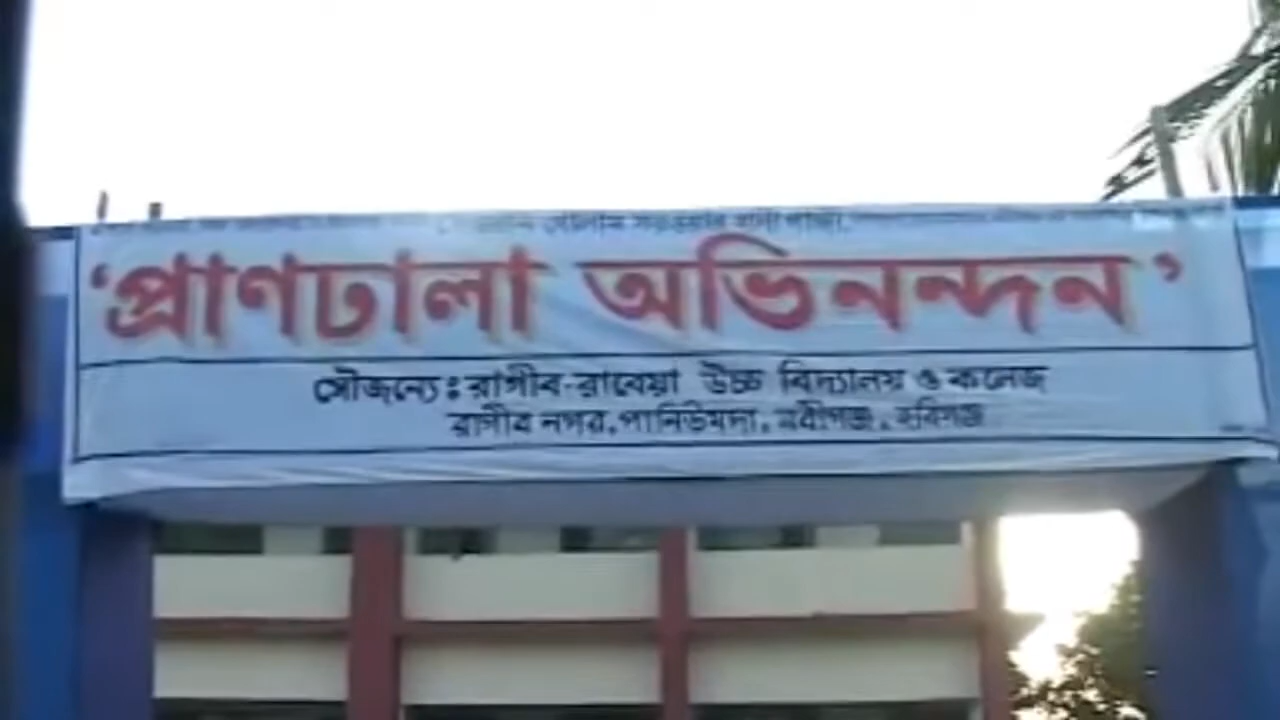 ‘প্রাণঢালা অভিনন্দন’
সৌজন্যেঃ রাগীব-রাবেয়া উচ্চ বিদ্যালয় ও কলেজ
রাগীব নগর, পানিউমদা, নবীগঞ্জ, হবিগঞ্জ